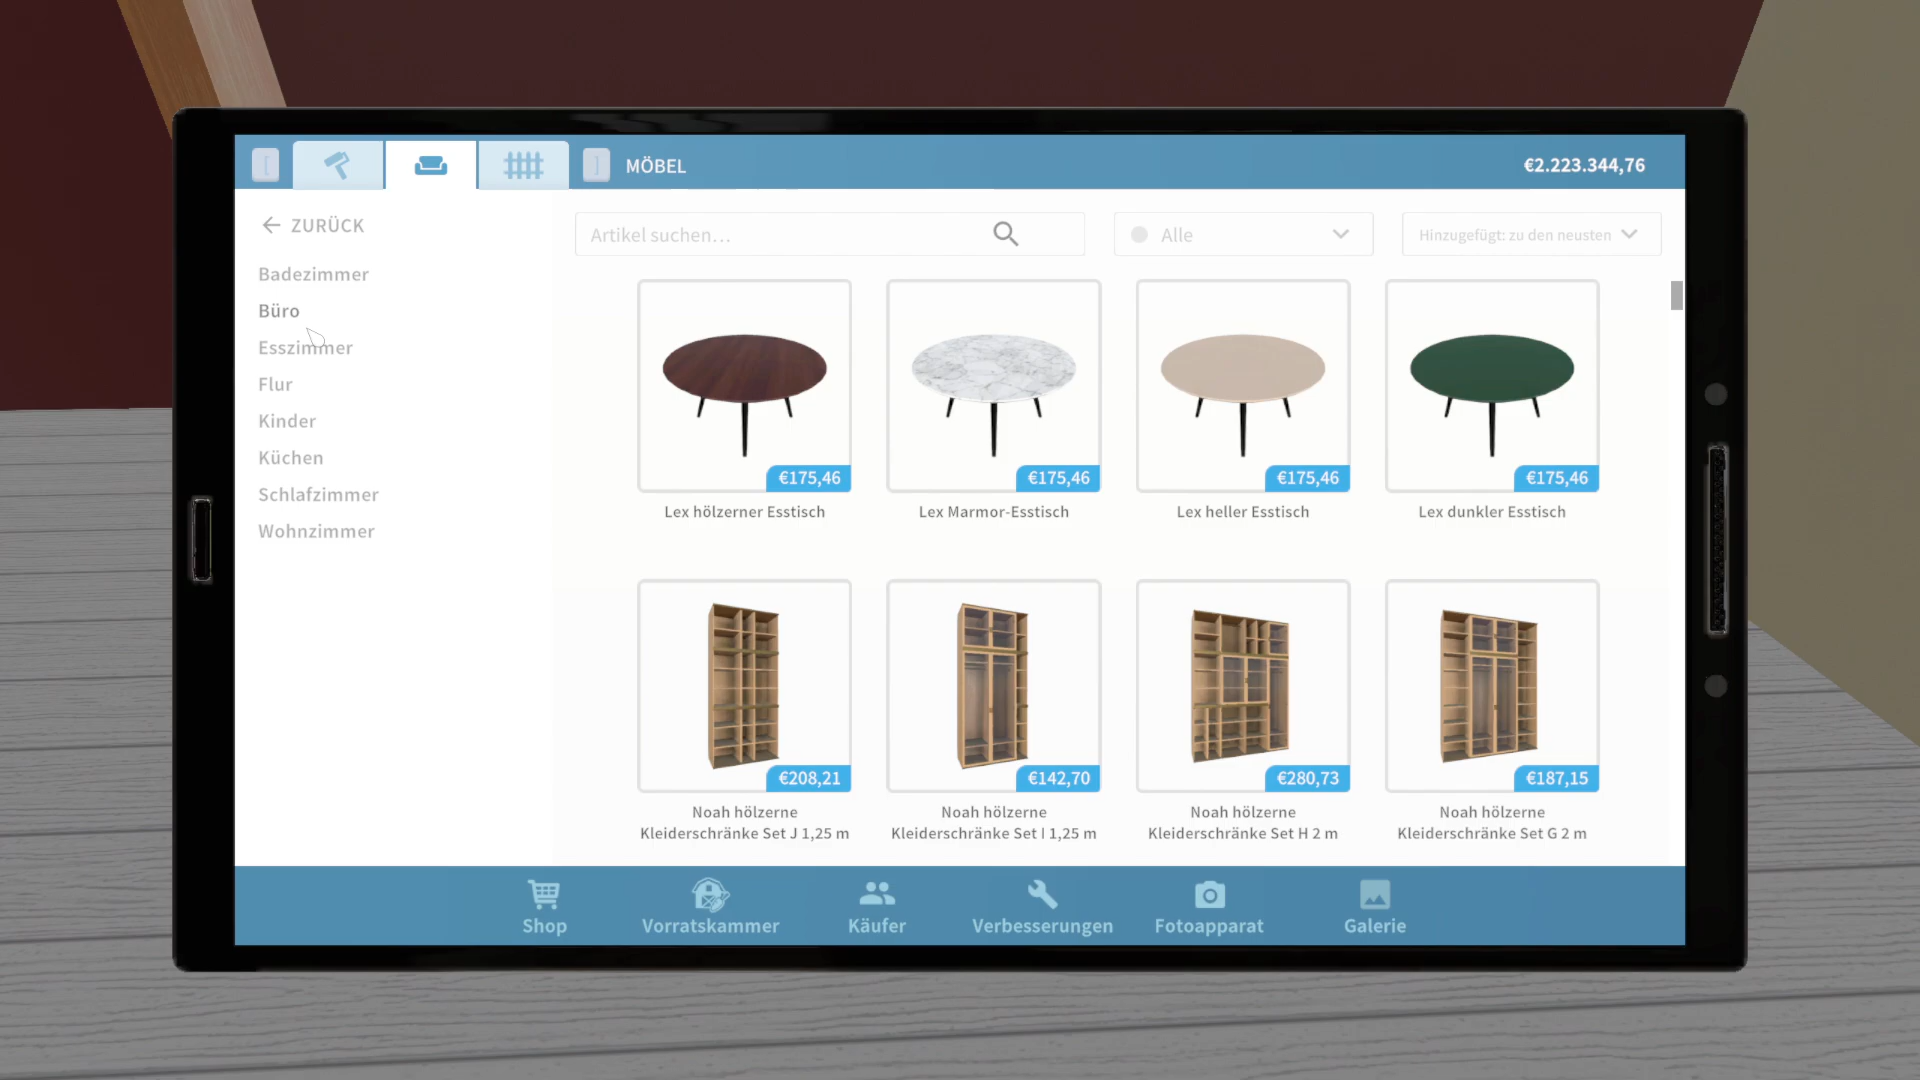 [
]
MÖBEL
€2.223.344,76
ZURÜCK
Badezimmer
Büro
Esszimmer
Flur
Kinder
Küchen
Schlafzimmer
Wohnzimmer
Artikel suchen...
Alle
Hinzugefügt: zu den neusten
€175,46
Lex hölzerner Esstisch
€175,46
Lex Marmor-Esstisch
€175,46
Lex heller Esstisch
€175,46
Lex dunkler Esstisch
€208,21
Noah hölzerne
Kleiderschränke Set J 1,25 m
€142,70
Noah hölzerne
Kleiderschränke Set I 1,25 m
€280,73
Noah hölzerne
Kleiderschränke Set H 2 m
€187,15
Noah hölzerne
Kleiderschränke Set G 2 m
Shop
Vorratskammer
Käufer
Verbesserungen
Fotoapparat
Galerie